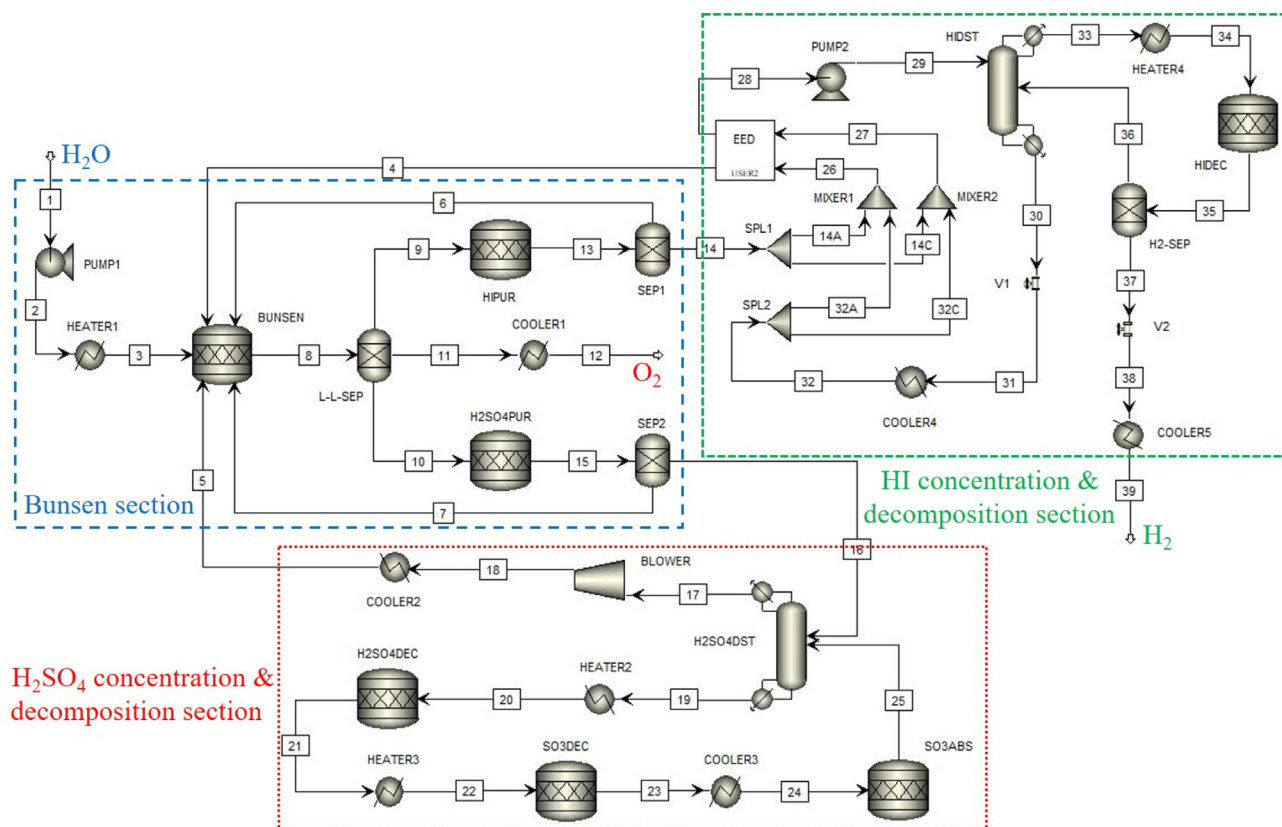 HIDST
33
34
PUMP2
HEATER4
28
29
EED
USER2
27
26
36
HIDEC
H₂O
4
1
6
MIXER1
MIXER2
SPL1
14A
14C
30
35
H2-SEP
9
13
14
PUMP1
HIPUR
SEP1
V1
37
2
SPL2
32A
32C
HEATER1
BUNSEN
COOLER1
V2
3
8
11
12
O₂
L-L-SEP
32
31
38
COOLER4
H2SO4PUR
SEP2
COOLER5
10
15
5
39
Bunsen section
7
HI concentration &
decomposition section
H₂
16
18
BLOWER
17
COOLER2
H2SO4DST
H2SO4DEC
HEATER2
H₂SO₄ concentration &
decomposition section
20
19
25
21
HEATER3
SO3DEC
COOLER3
SO3ABS
22
23
24